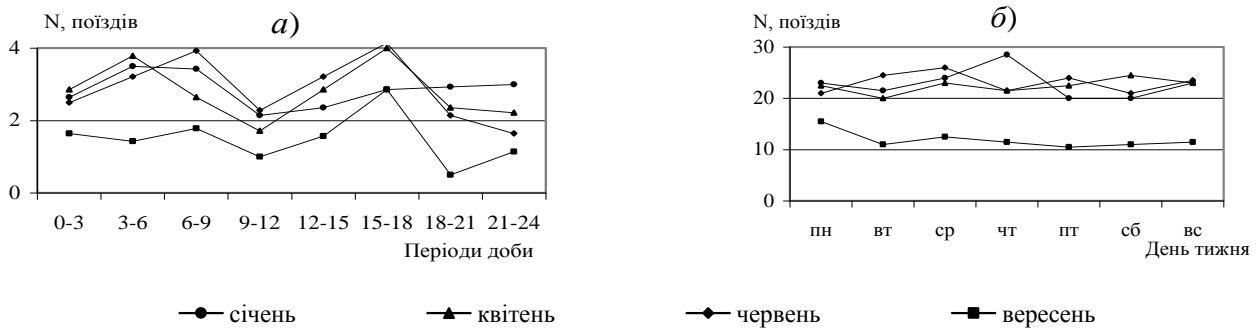 N, поїздів
а)
4
2
0
0-3 3-6 6-9 9-12 12-15 15-18 18-21 21-24
Періоди доби
N, поїздів
б)
30
20
10
0
пн вт ср чт пт сб вс
День тижня
січень квітень червень вересень